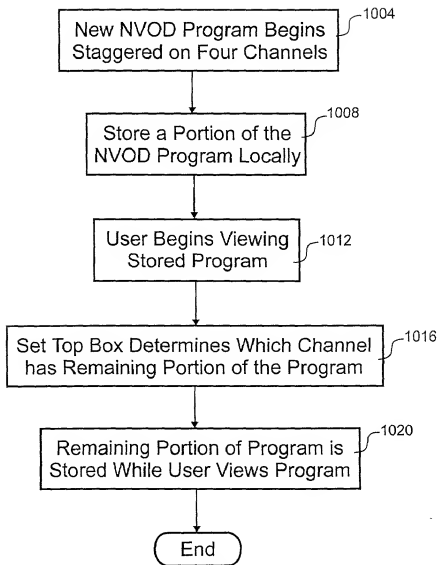 New NVOD Program Begins
Staggered on Four Channels
1004
Store a Portion of the
NVOD Program Locally
1008
User Begins Viewing
Stored Program
1012
Set Top Box Determines Which Channel
has Remaining Portion of the Program
1016
Remaining Portion of Program is
Stored While User Views Program
1020
End